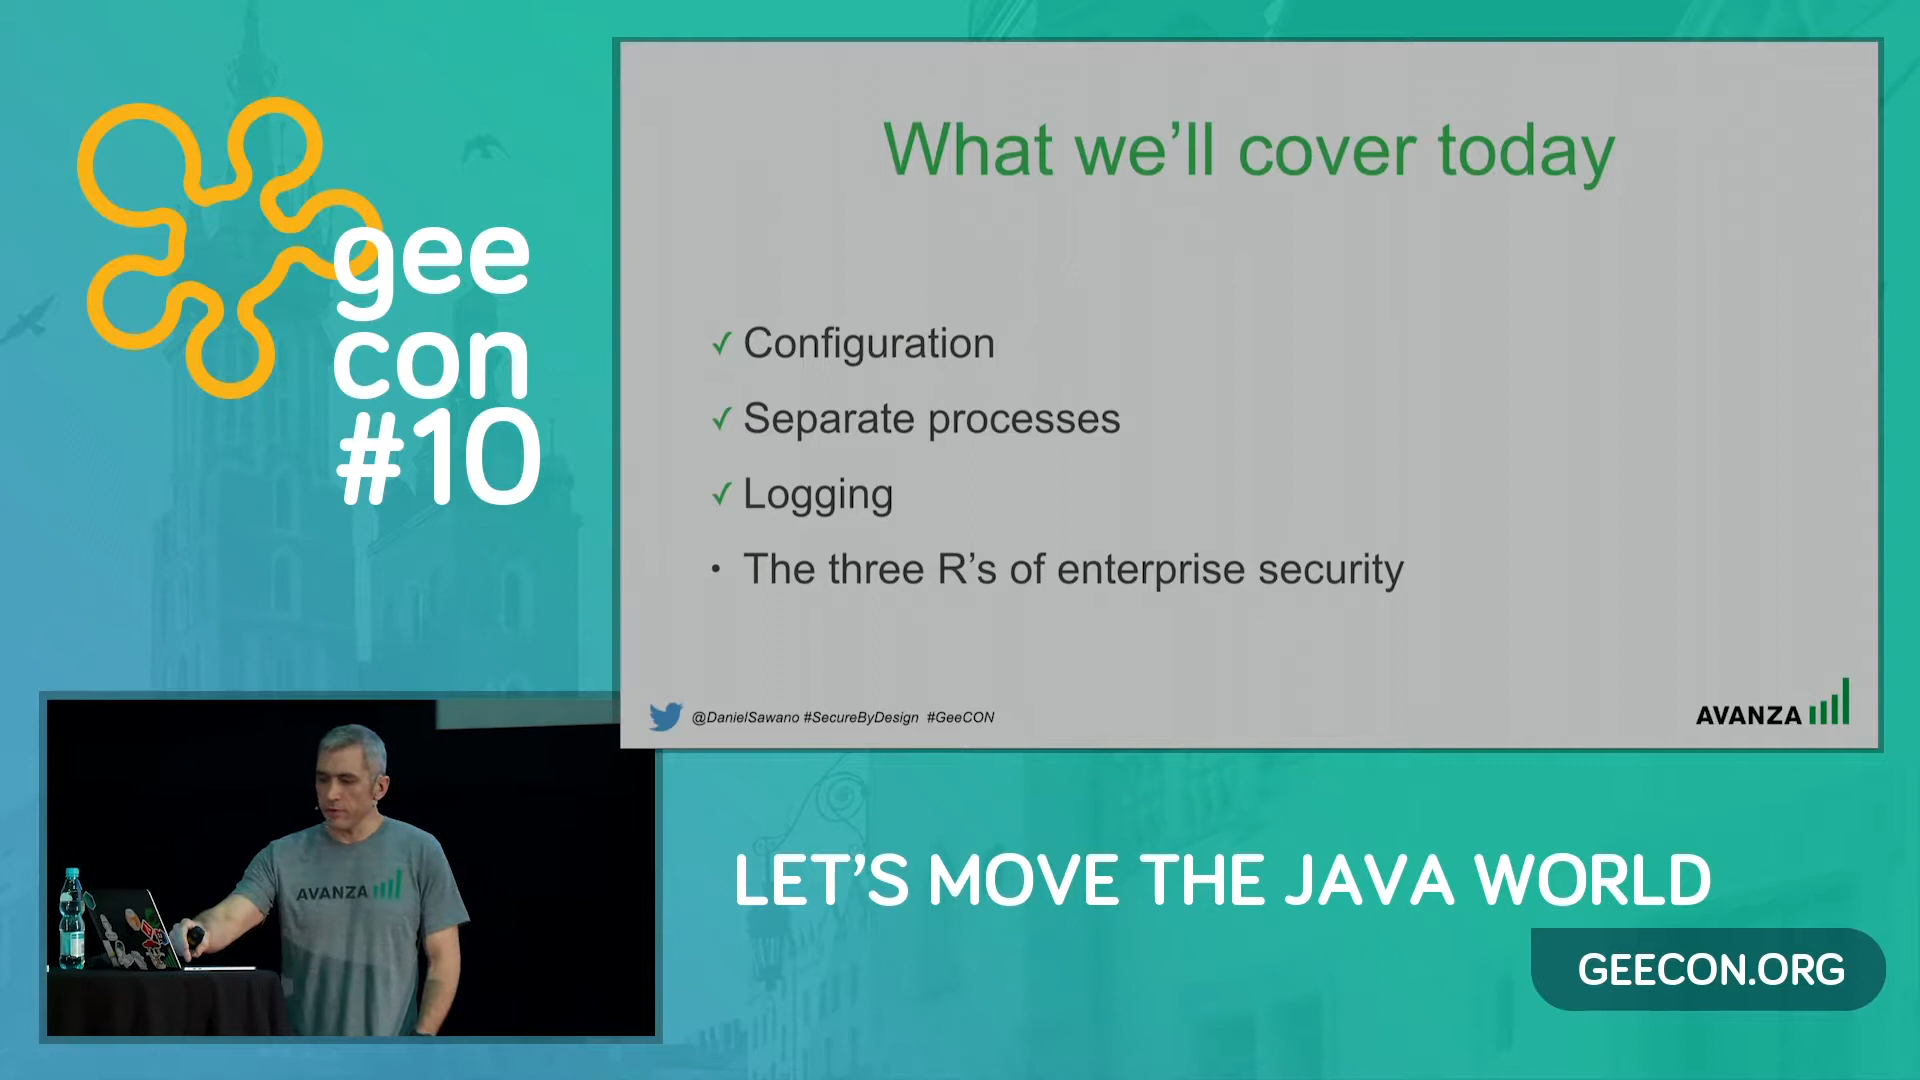 gee
con
#10
What we'll cover today
✓ Configuration
✓ Separate processes
✓ Logging
• The three R's of enterprise security
@DanielSawano #SecureByDesign #GeeCON
AVANZA
AVANZA
LET'S MOVE THE JAVA WORLD
GEECON.ORG